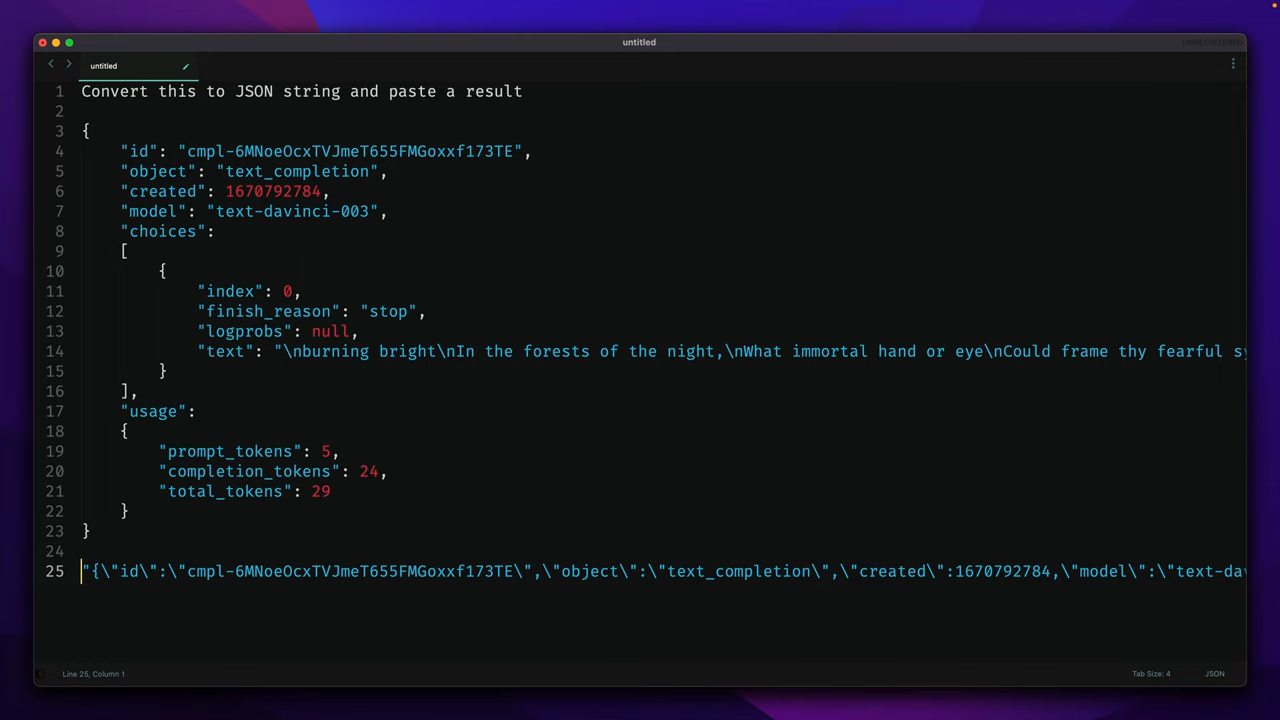 untitled
UNREGISTERED
untitled
1 Convert this to JSON string and paste a result
2
3 {
4 "id": "cmpl-6MNoeOcxTVJmeT655FMGoxxf173TE",
5 "object": "text_completion",
6 "created": 1670792784,
7 "model": "text-davinci-003",
8 "choices":
9 [
10 {
11 "index": 0,
12 "finish_reason": "stop",
13 "logprobs": null,
14 "text": "\nburning bright\nIn the forests of the night,\nWhat immortal hand or eye\nCould frame thy fearful sy
15 }
16 ],
17 "usage":
18 {
19 "prompt_tokens": 5,
20 "completion_tokens": 24,
21 "total_tokens": 29
22 }
23 }
24
25 "{\"id\":\"cmpl-6MNoeOcxTVJmeT655FMGoxxf173TE\",\"object\":\"text_completion\",\"created\":1670792784,\"model\":\"text-dav
Line 25, Column 1
Tab Size: 4
JSON